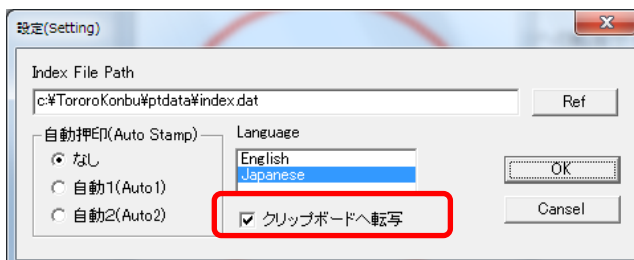 設定(Setting)
Index File Path
c:¥TororoKonbu¥ptdata¥index.dat
Ref
自動押印(Auto Stamp)
Language
なし
English
Japanese
OK
自動1(Auto1)
自動2(Auto2)
クリップボードへ転写
Cansel